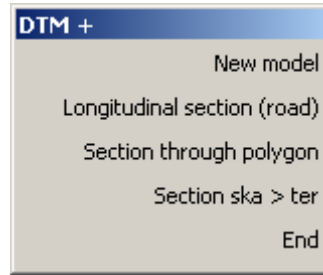 DTM +
New model
Longitudinal section (road)
Section through polygon
Section ska > ter
End